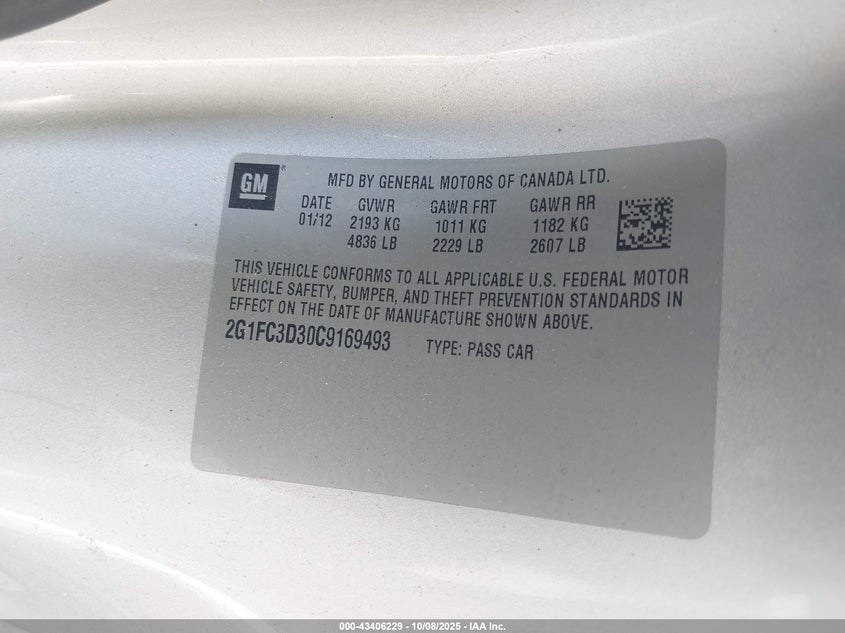 GM®
MFD BY GENERAL MOTORS OF CANADA LTD.
DATE GVWR GAWR FRT GAWR RR
01/12 2193 KG 1011 KG 1182 KG
4836 LB 2229 LB 2607 LB
THIS VEHICLE CONFORMS TO ALL APPLICABLE U.S. FEDERAL MOTOR
VEHICLE SAFETY, BUMPER, AND THEFT PREVENTION STANDARDS IN
EFFECT ON THE DATE OF MANUFACTURE SHOWN ABOVE.
2G1FC3D30C9169493 TYPE: PASS CAR
000-43406229 - 10/08/2025 - IAA Inc.